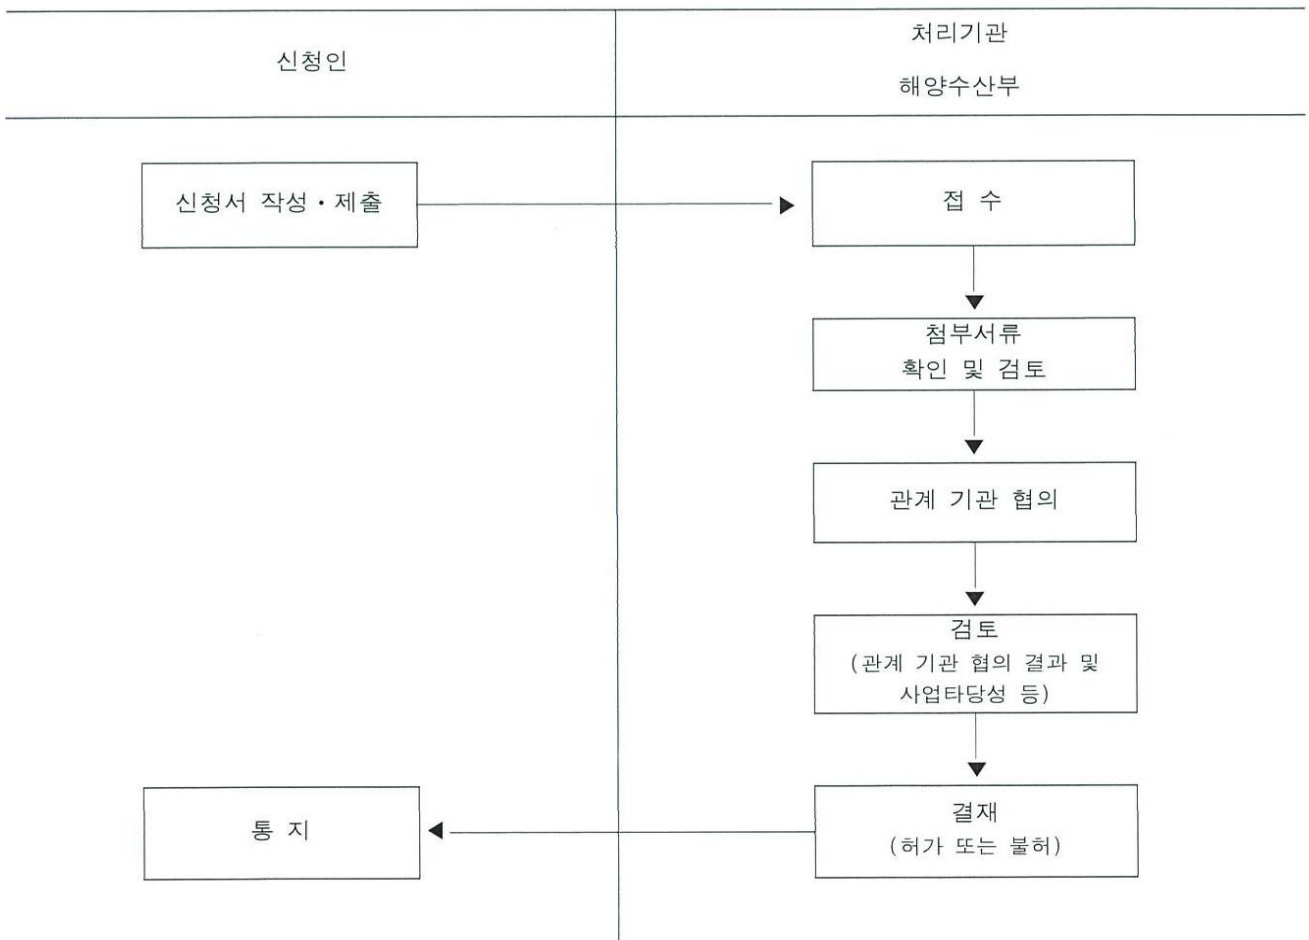 신청인
처리기관
해양수산부
신청서 작성·제출
접 수
첨부서류
확인 및 검토
관계 기관 협의
검토
(관계 기관 협의 결과 및
사업타당성 등)
결재
(허가 또는 불허)
통 지